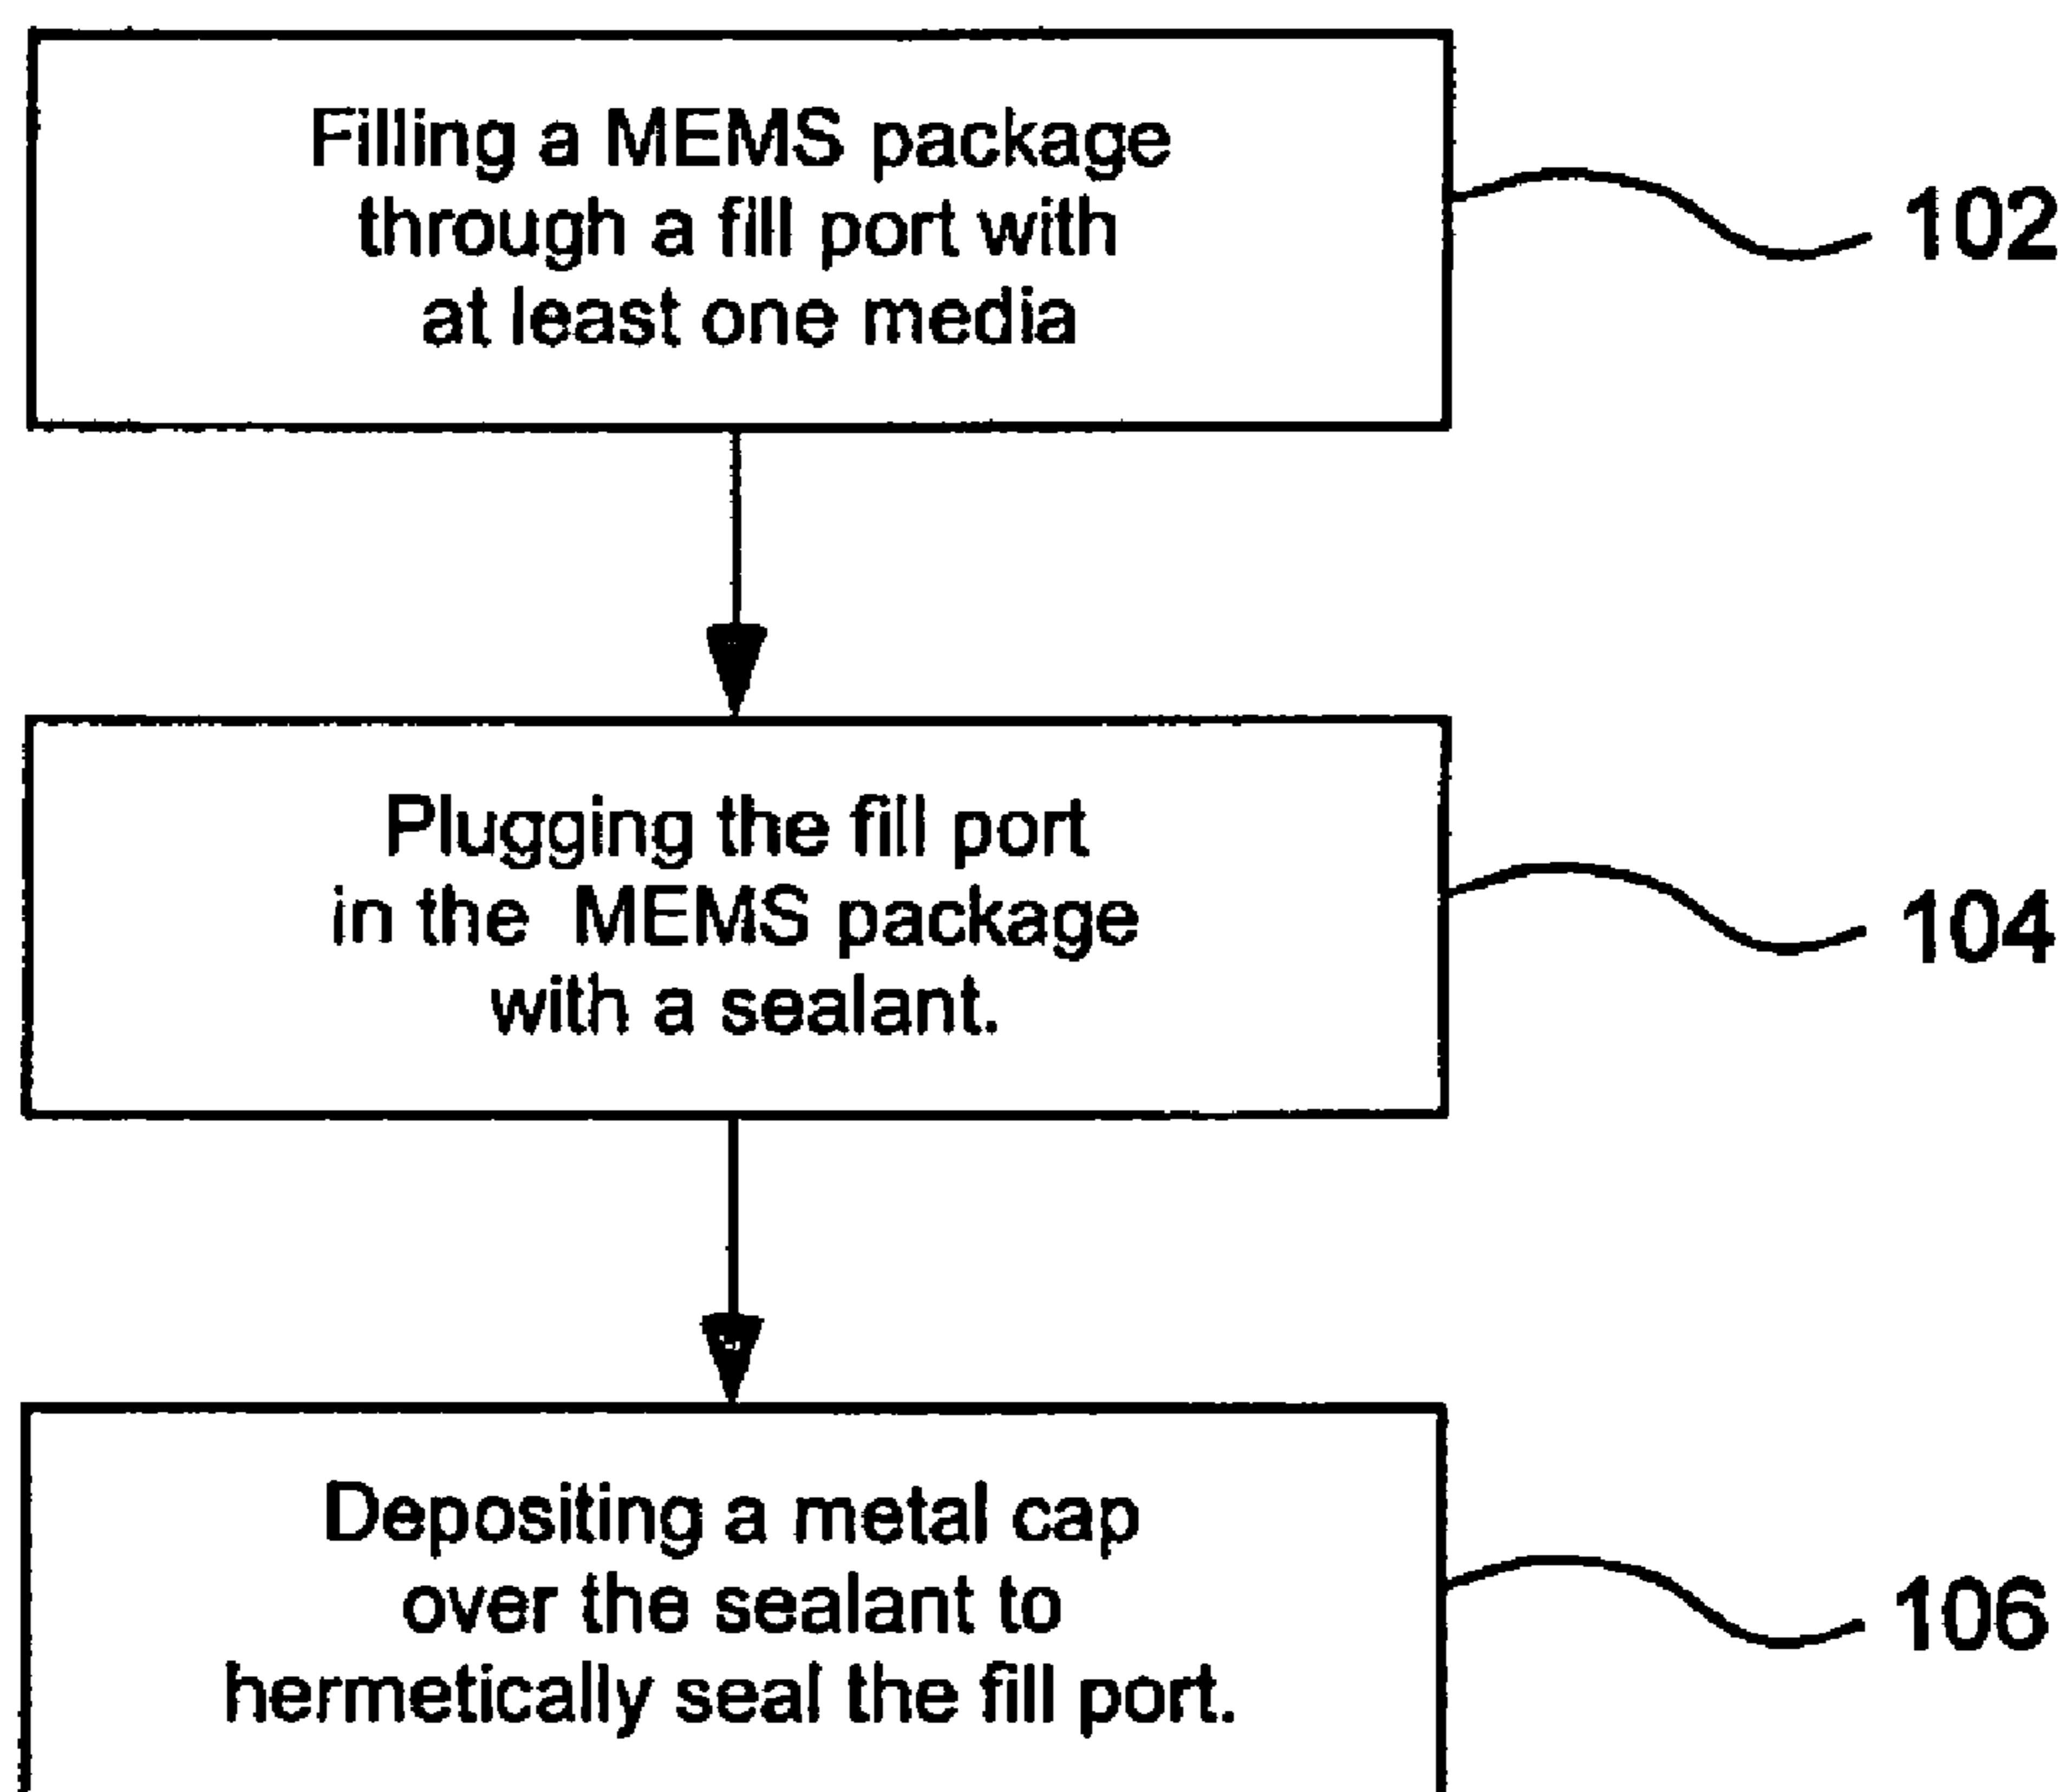 Filling a MEMS package
through a fill port with
at least one media
102
Plugging the fill port
in the MEMS package
with a sealant.
104
Depositing a metal cap
over the sealant to
hermetically seal the fill port.
106